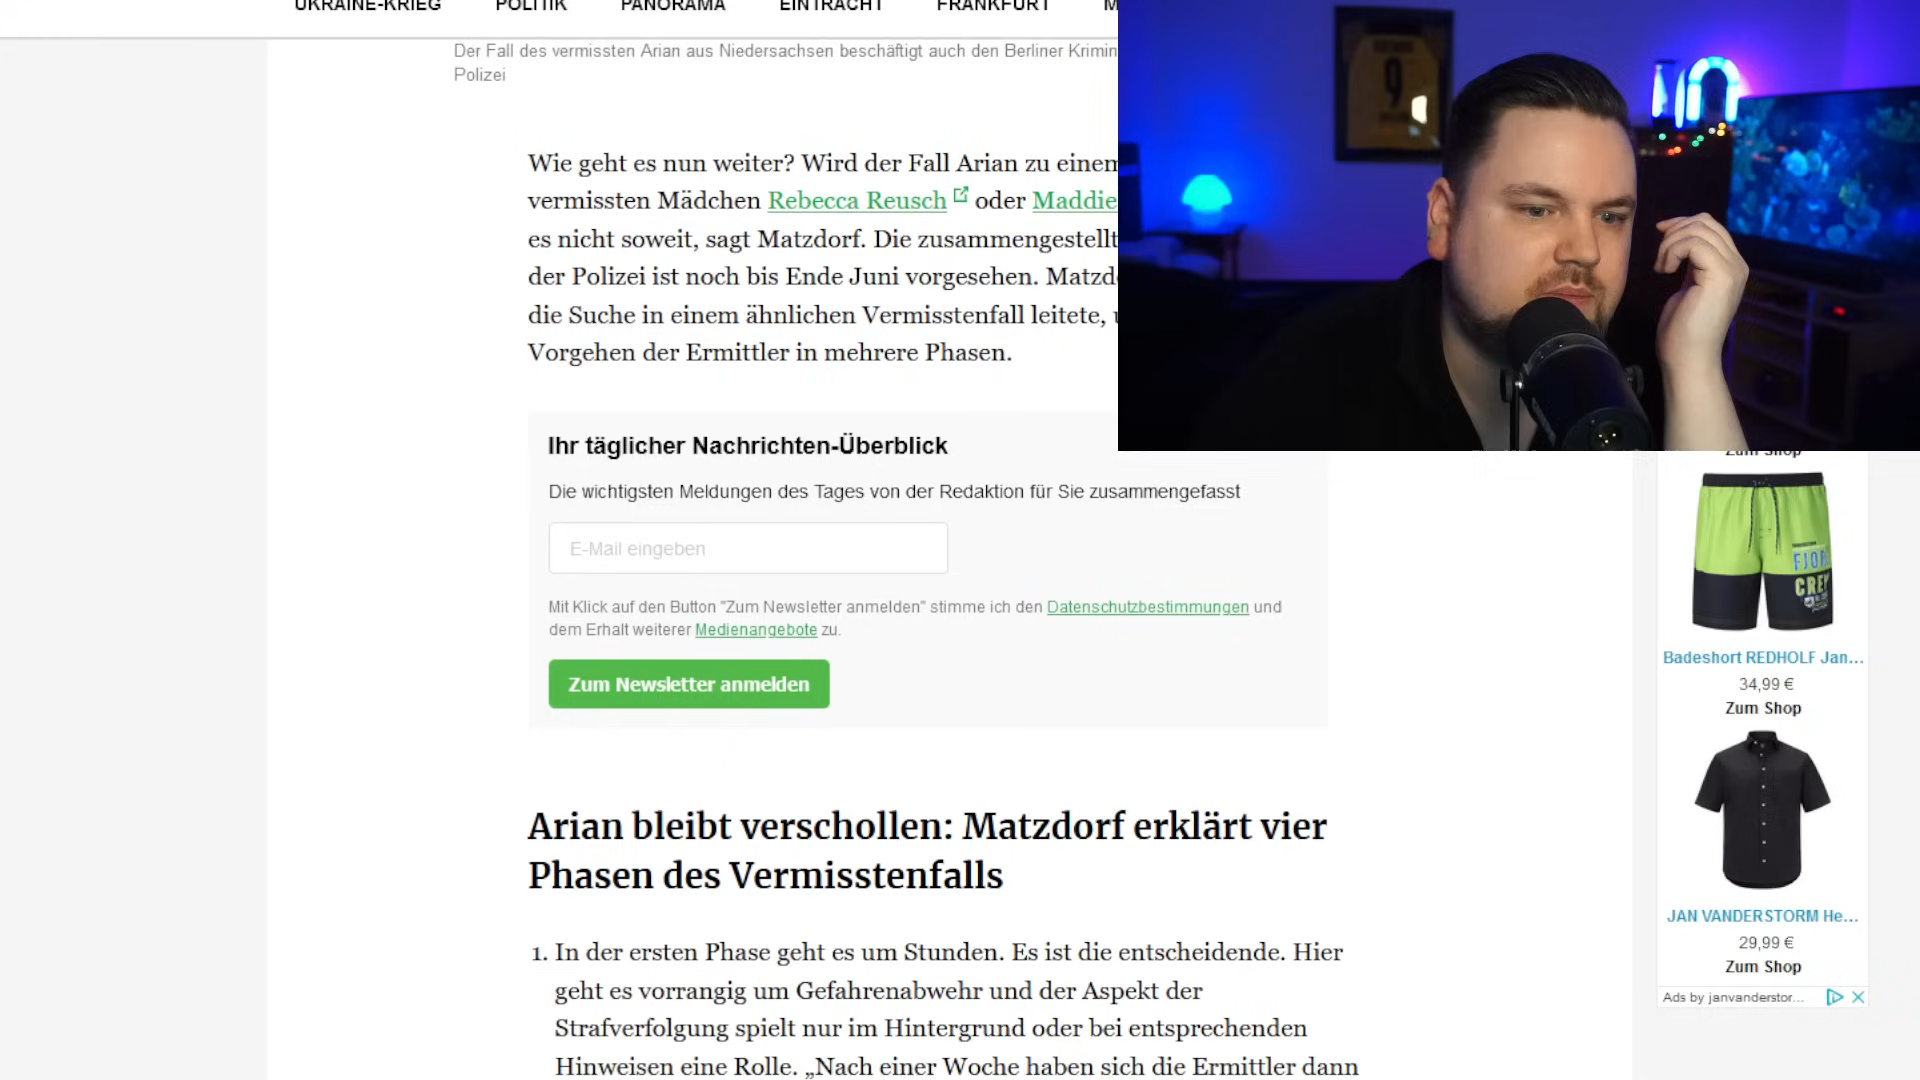 UKRAINE-KRIEG POLITIK PANORAMA EINTRACHT FRANKFURT
Der Fall des vermissten Arian aus Niedersachsen beschäftigt auch den Berliner
Polizei
Wie geht es nun weiter? Wird der Fall Arian zu einem
vermissten Mädchen Rebecca Reusch oder Maddie
es nicht soweit, sagt Matzdorf. Die
der Polizei ist noch bis Ende Juni vorgesehen.
die Suche in einem ähnlichen Vermisstenfall leitete,
Vorgehen der Ermittler in mehrere Phasen.
Ihr täglicher Nachrichten-Überblick
Die wichtigsten Meldungen des Tages von der Redaktion für Sie zusammengefasst
E-Mail eingeben
Mit Klick auf den Button "Zum Newsletter anmelden" stimme ich den Datenschutzbestimmungen und
dem Erhalt weiterer Medienangebote zu.
Zum Newsletter anmelden
Arian bleibt verschollen: Matzdorf erklärt vier
Phasen des Vermisstenfalls
1. In der ersten Phase geht es um Stunden. Es ist die entscheidende. Hier
geht es vorrangig um Gefahrenabwehr und der Aspekt der
Strafverfolgung spielt nur im Hintergrund oder bei entsprechenden
Hinweisen eine Rolle. „Nach einer Woche haben sich die Ermittler dann
9
Zum Shop
CREW
Badeshort REDHOLF Jan...
34,99 €
Zum Shop
JAN VANDERSTORM He...
29,99 €
Zum Shop
Ads by janvanderstor...